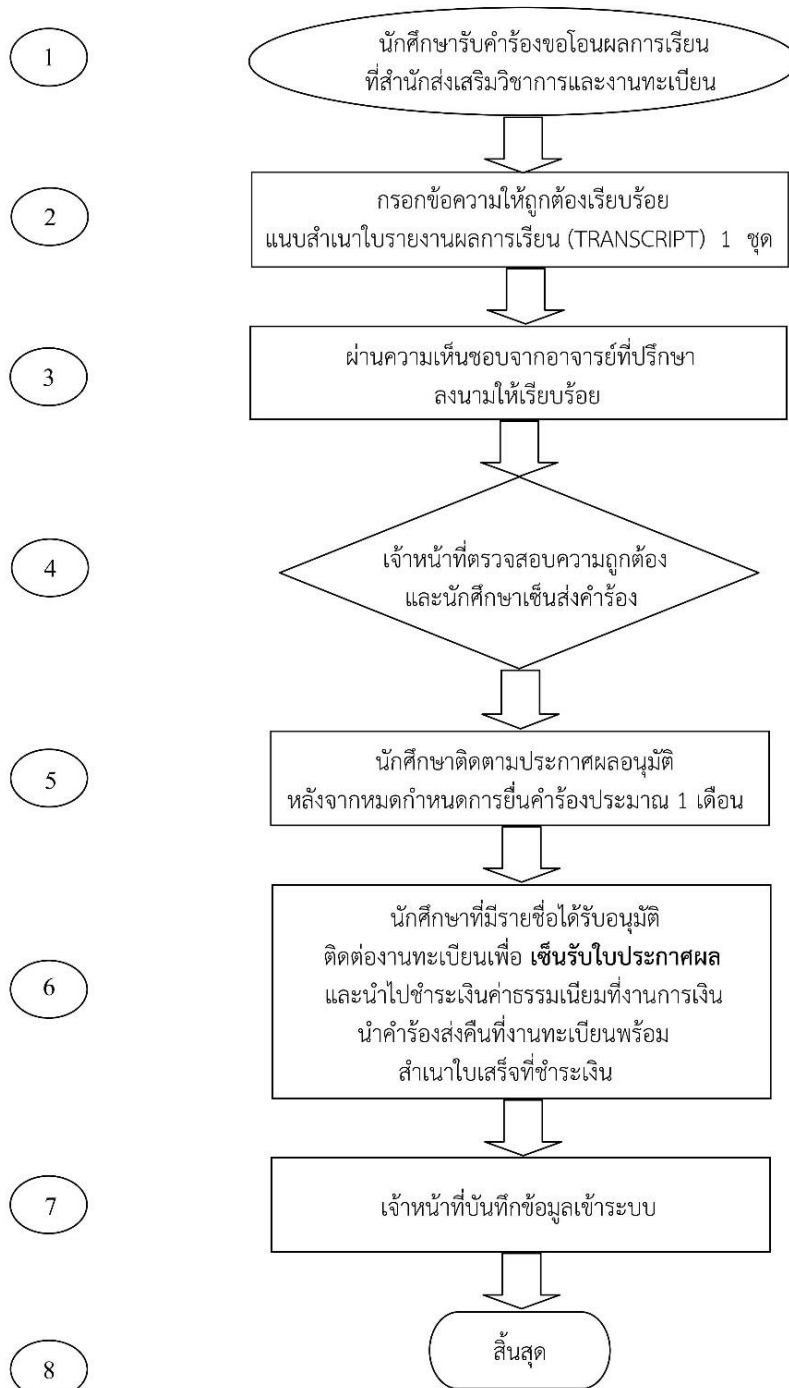 1
นักศึกษารับคำร้องขอโอนผลการเรียน
ที่สำนักส่งเสริมวิชาการและงานทะเบียน
2
กรอกข้อความให้ถูกต้องเรียบร้อย
แนบสำเนาใบรายงานผลการเรียน (TRANSCRIPT) 1 ชุด
3
ผ่านความเห็นชอบจากอาจารย์ที่ปรึกษา
ลงนามให้เรียบร้อย
4
เจ้าหน้าที่ตรวจสอบความถูกต้อง
และนักศึกษาเซ็นส่งคำร้อง
5
นักศึกษาติดตามประกาศผลอนุมัติ
หลังจากหมดกำหนดการยื่นคำร้องประมาณ 1 เดือน
6
นักศึกษาที่มีรายชื่อได้รับอนุมัติ
ติดต่องานทะเบียนเพื่อ เซ็นรับใบประกาศผล
และนำไปชำระเงินค่าธรรมเนียมที่งานการเงิน
นำคำร้องส่งคืนที่งานทะเบียนพร้อม
สำเนาใบเสร็จที่ชำระเงิน
7
เจ้าหน้าที่บันทึกข้อมูลเข้าระบบ
8
สิ้นสุด